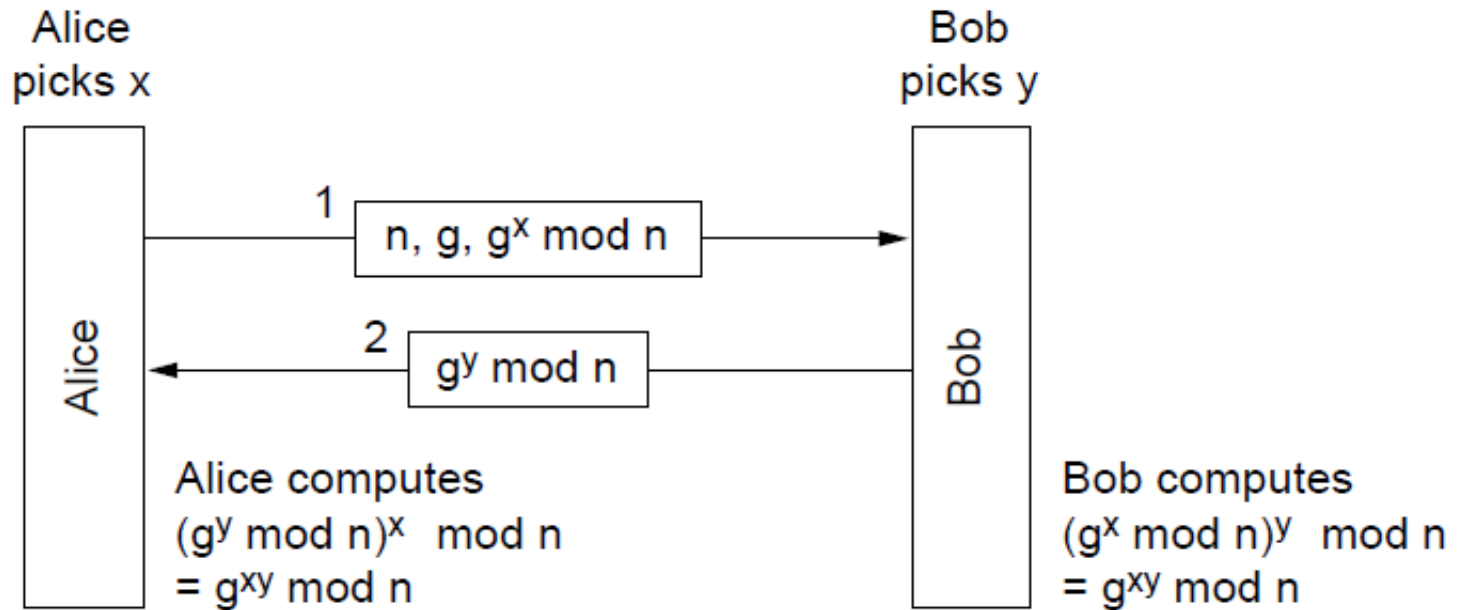 Alice
picks x
Bob
picks y
1
n, g, gˣ mod n
2
gʸ mod n
Alice
Bob
Alice computes
(gʸ mod n)ˣ mod n
= gˣʸ mod n
Bob computes
(gˣ mod n)ʸ mod n
= gˣʸ mod n